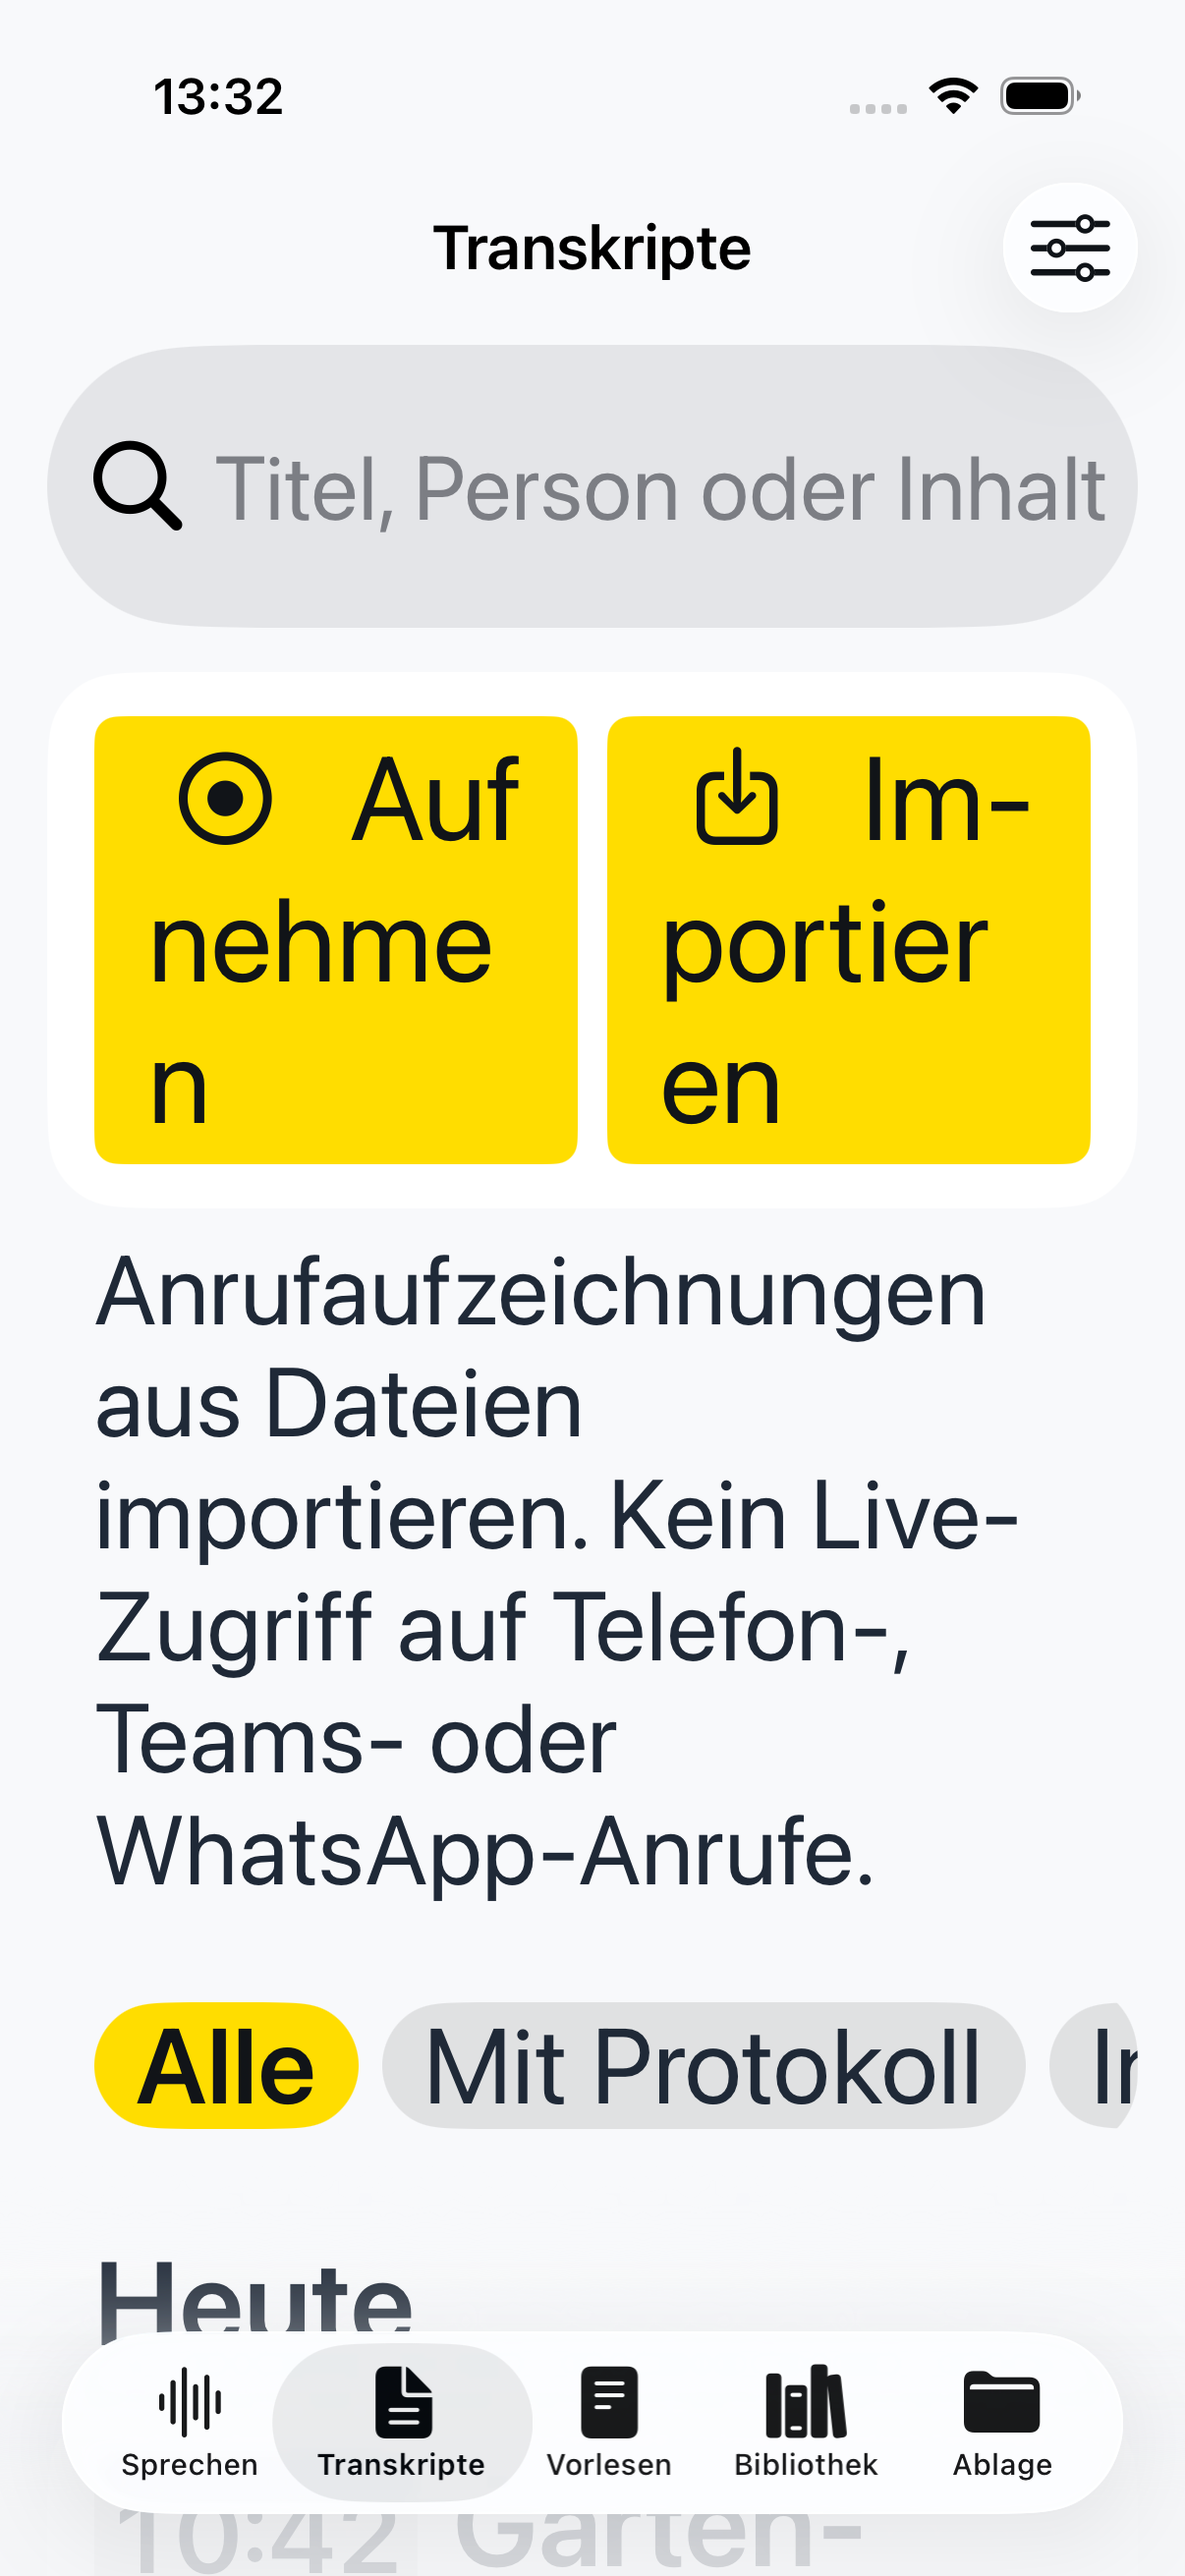 13:32
Transkripte
Titel, Person oder Inhalt
Auf
nehme
n
Im-
portier
en
Anrufaufzeichnungen
aus Dateien
importieren. Kein Live-
Zugriff auf Telefon-,
Teams- oder
WhatsApp-Anrufe.
Alle Mit Protokoll
Heute
Sprechen Transkripte Vorlesen Bibliothek Ablage
10:42 Garten-